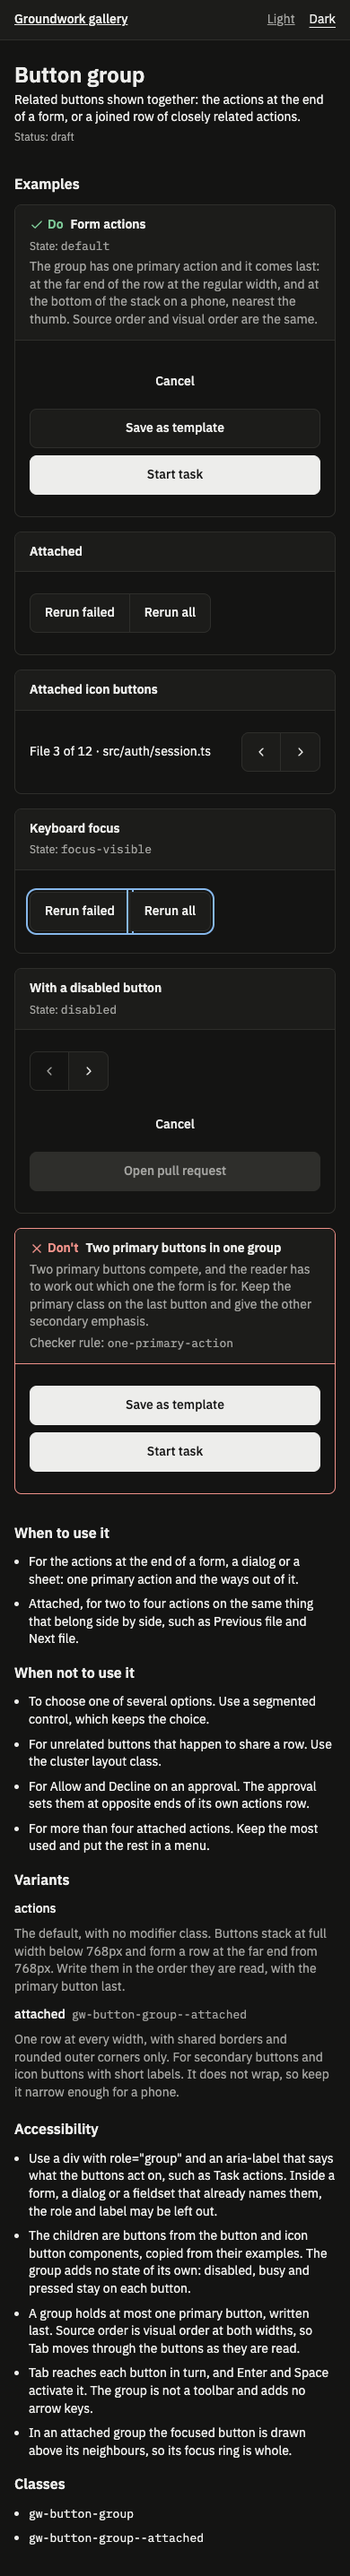 Groundwork gallery Light Dark
Button group
Related buttons shown together: the actions at the end
of a form, or a joined row of closely related actions.
Status: draft
Examples
Do Form actions
State: default
The group has one primary action and it comes last:
at the far end of the row at the regular width, and at
the bottom of the stack on a phone, nearest the
thumb. Source order and visual order are the same.
Cancel
Save as template
Start task
Attached
Rerun failed Rerun all
Attached icon buttons
File 3 of 12 · src/auth/session.ts
Keyboard focus
State: focus-visible
Rerun failed Rerun all
With a disabled button
State: disabled
Cancel
Open pull request
Don't Two primary buttons in one group
Two primary buttons compete, and the reader has
to work out which one the form is for. Keep the
primary class on the last button and give the other
secondary emphasis.
Checker rule: one-primary-action
Save as template
Start task
When to use it
• For the actions at the end of a form, a dialog or a
sheet: one primary action and the ways out of it.
• Attached, for two to four actions on the same thing
that belong side by side, such as Previous file and
Next file.
When not to use it
• To choose one of several options. Use a segmented
control, which keeps the choice.
• For unrelated buttons that happen to share a row. Use
the cluster layout class.
• For Allow and Decline on an approval. The approval
sets them at opposite ends of its own actions row.
• For more than four attached actions. Keep the most
used and put the rest in a menu.
Variants
actions
The default, with no modifier class. Buttons stack at full
width below 768px and form a row at the far end from
768px. Write them in the order they are read, with the
primary button last.
attached gw-button-group--attached
One row at every width, with shared borders and
rounded outer corners only. For secondary buttons and
icon buttons with short labels. It does not wrap, so keep
it narrow enough for a phone.
Accessibility
• Use a div with role="group" and an aria-label that says
what the buttons act on, such as Task actions. Inside a
form, a dialog or a fieldset that already names them,
the role and label may be left out.
• The children are buttons from the button and icon
button components, copied from their examples. The
group adds no state of its own: disabled, busy and
pressed stay on each button.
• A group holds at most one primary button, written
last. Source order is visual order at both widths, so
Tab moves through the buttons as they are read.
• Tab reaches each button in turn, and Enter and Space
activate it. The group is not a toolbar and adds no
arrow keys.
• In an attached group the focused button is drawn
above its neighbours, so its focus ring is whole.
Classes
• gw-button-group
• gw-button-group--attached